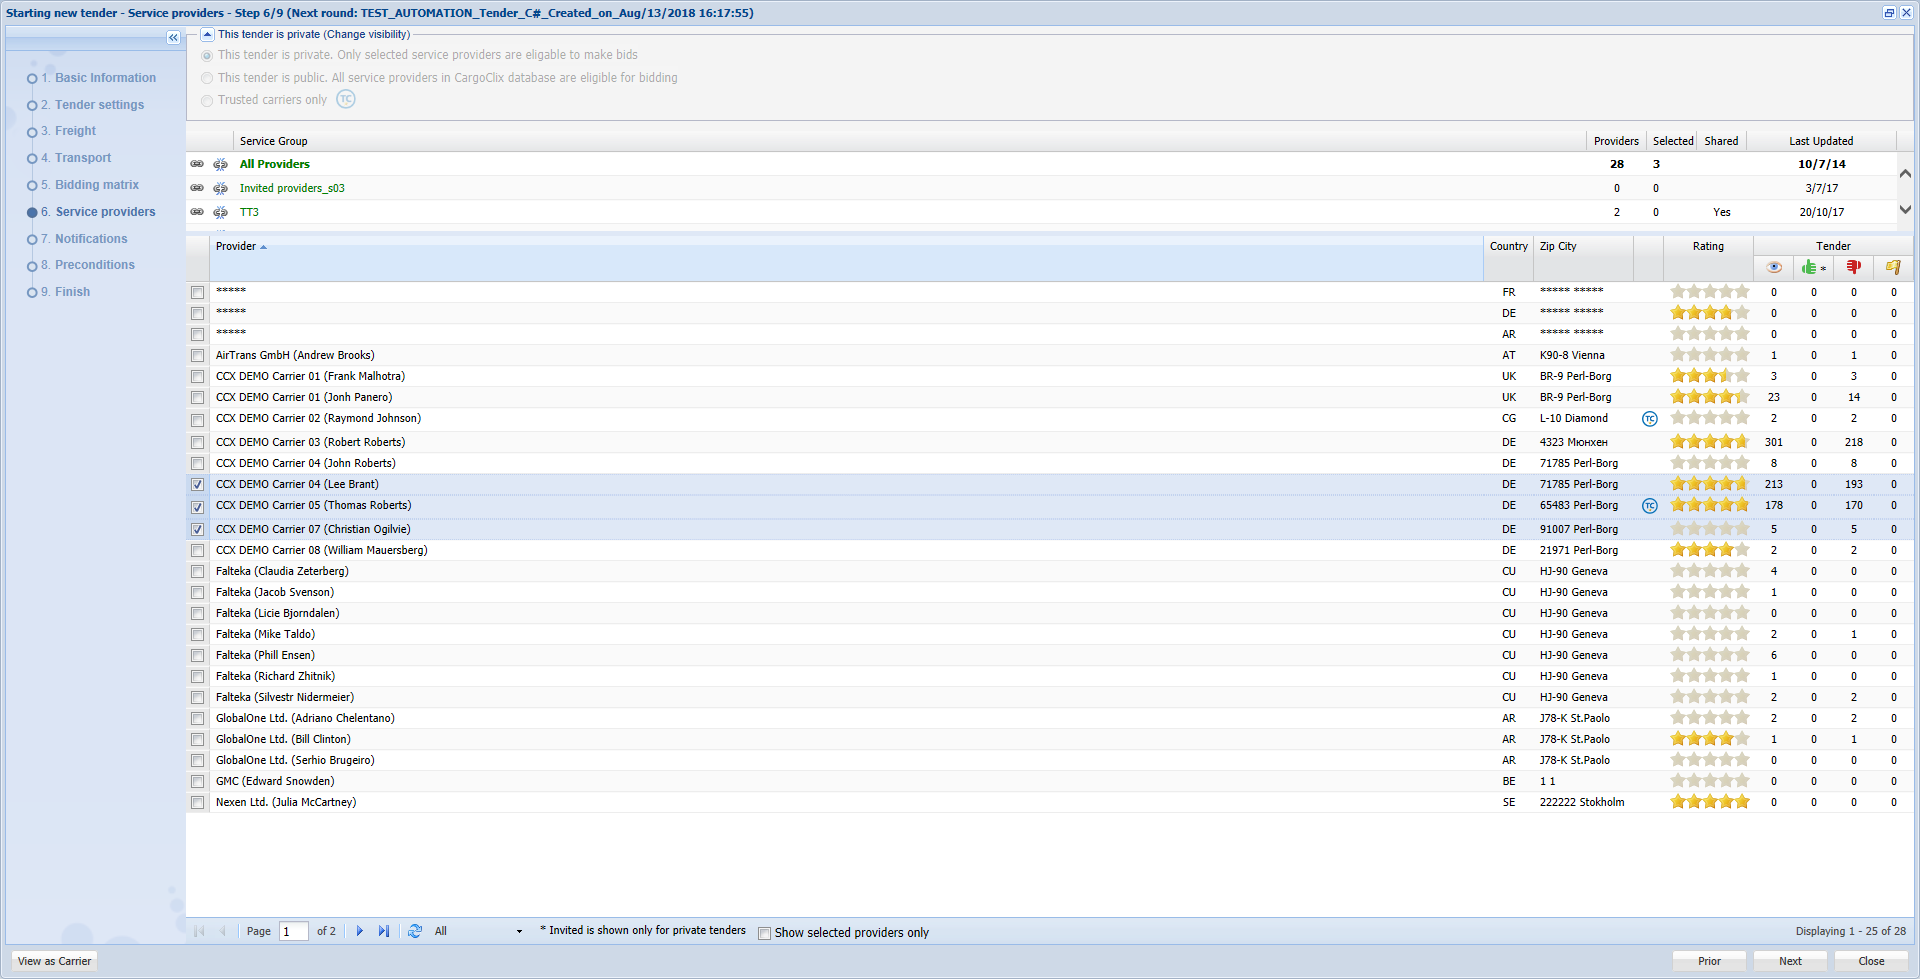 Starting new tender - Service providers - Step 6/9 (Next round: TEST_AUTOMATION_Tender_C#_Created_on_Aug/13/2018 16:17:55)
1. Basic Information
2. Tender settings
3. Freight
4. Transport
5. Bidding matrix
6. Service providers
7. Notifications
8. Preconditions
9. Finish
This tender is private (Change visibility)
This tender is private. Only selected service providers are eligable to make bids
This tender is public. All service providers in CargoClix database are eligible for bidding
Trusted carriers only TC
Service Group Providers Selected Shared Last Updated
All Providers 28 3 10/7/14
Invited providers_s03 0 0 3/7/17
TT3 2 0 Yes 20/10/17
Provider Country Zip City Rating Tender
*
***** FR ***** ***** 0 0 0 0
***** DE ***** ***** 0 0 0 0
***** AR ***** ***** 0 0 0 0
AirTrans GmbH (Andrew Brooks) AT K90-8 Vienna 1 0 1 0
CCX DEMO Carrier 01 (Frank Malhotra) UK BR-9 Perl-Borg 3 0 3 0
CCX DEMO Carrier 01 (Jonh Panero) UK BR-9 Perl-Borg 23 0 14 0
CCX DEMO Carrier 02 (Raymond Johnson) CG L-10 Diamond TC 2 0 2 0
CCX DEMO Carrier 03 (Robert Roberts) DE 4323 Мюнхен 301 0 218 0
CCX DEMO Carrier 04 (John Roberts) DE 71785 Perl-Borg 8 0 8 0
CCX DEMO Carrier 04 (Lee Brant) DE 71785 Perl-Borg 213 0 193 0
CCX DEMO Carrier 05 (Thomas Roberts) DE 65483 Perl-Borg TC 178 0 170 0
CCX DEMO Carrier 07 (Christian Ogilvie) DE 91007 Perl-Borg 5 0 5 0
CCX DEMO Carrier 08 (William Mauersberg) DE 21971 Perl-Borg 2 0 2 0
Falteka (Claudia Zeterberg) CU HJ-90 Geneva 4 0 0 0
Falteka (Jacob Svenson) CU HJ-90 Geneva 1 0 0 0
Falteka (Licie Bjorndalen) CU HJ-90 Geneva 0 0 0 0
Falteka (Mike Taldo) CU HJ-90 Geneva 2 0 1 0
Falteka (Phill Ensen) CU HJ-90 Geneva 6 0 0 0
Falteka (Richard Zhitnik) CU HJ-90 Geneva 1 0 0 0
Falteka (Silvestr Nidermeier) CU HJ-90 Geneva 2 0 2 0
GlobalOne Ltd. (Adriano Chelentano) AR J78-K St.Paolo 2 0 2 0
GlobalOne Ltd. (Bill Clinton) AR J78-K St.Paolo 1 0 1 0
GlobalOne Ltd. (Serhio Brugeiro) AR J78-K St.Paolo 0 0 0 0
GMC (Edward Snowden) BE 1 1 0 0 0 0
Nexen Ltd. (Julia McCartney) SE 222222 Stokholm 0 0 0 0
Page 1 of 2 All * Invited is shown only for private tenders Show selected providers only Displaying 1 - 25 of 28
View as Carrier Prior Next Close